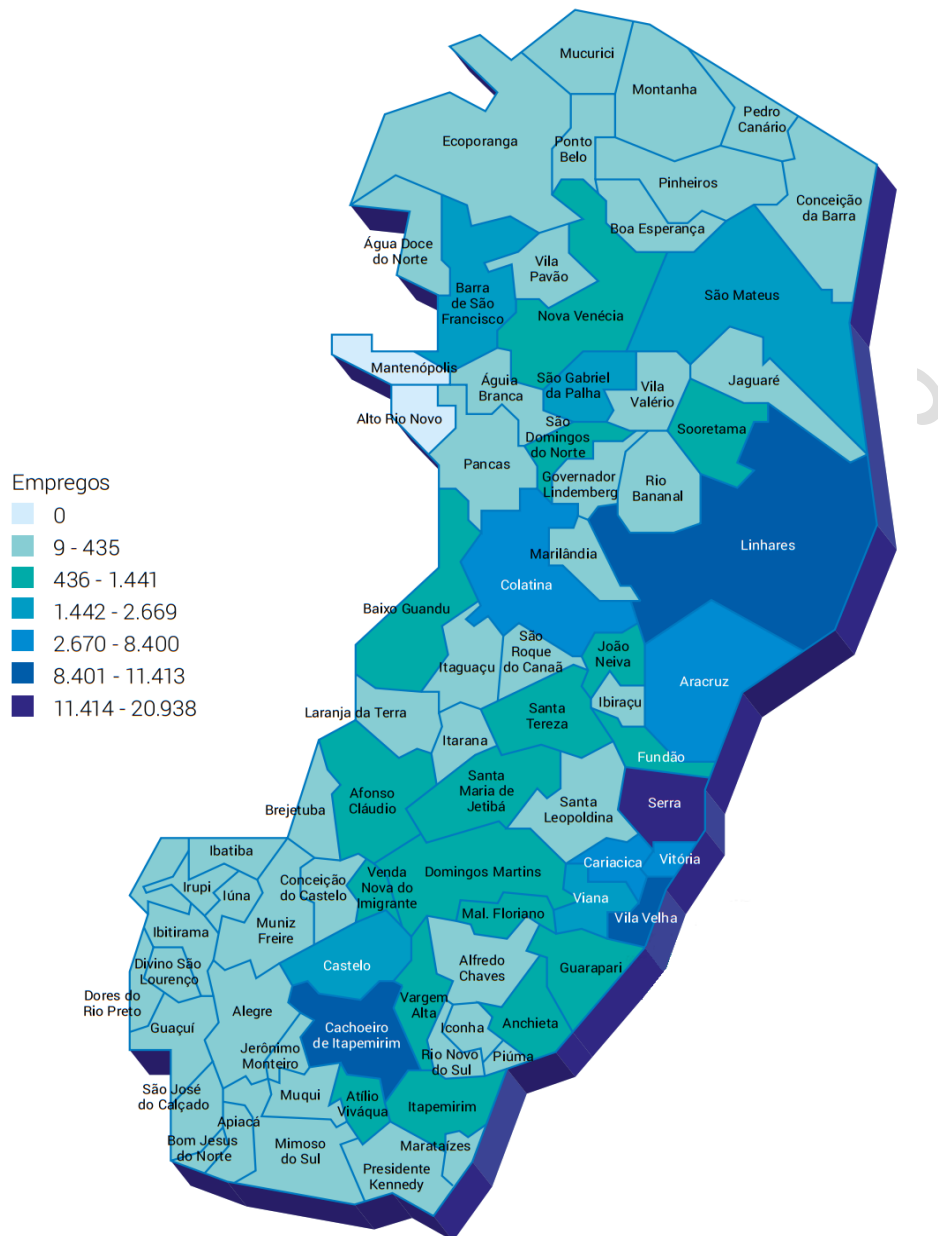 Mucurici
Montanha
Pedro
Canário
Ecoporanga
Ponto
Belo
Pinheiros
Conceição
da Barra
Boa Esperança
Água Doce
do Norte
Vila
Pavão
Barra
de São
Francisco
São Mateus
Nova Venécia
Mantenópolis
Águia
Branca
São Gabriel
da Palha
Vila
Valério
Jaguaré
Alto Rio Novo
São
Domingos
do Norte
Sooretama
Pancas
Governador
Lindemberg
Rio
Bananal
Empregos
0
9 - 435
436 - 1.441
1.442 - 2.669
2.670 - 8.400
8.401 - 11.413
11.414 - 20.938
Linhares
Marilândia
Colatina
Baixo Guandu
São
Roque
do Canaã
João
Neiva
Itaguaçu
Aracruz
Ibiraçu
Laranja da Terra
Santa
Tereza
Itarana
Fundão
Santa
Maria de
Jetibá
Afonso
Cláudio
Brejetuba
Santa
Leopoldina
Serra
Ibatiba
Cariacica
Vitória
Irupi
Iúna
Conceição
do Castelo
Venda
Nova do
Imigrante
Domingos Martins
Viana
Mal. Floriano
Vila Velha
Muniz
Freire
Ibitirama
Castelo
Alfredo
Chaves
Guarapari
Divino São
Lourenço
Dores do
Rio Preto
Alegre
Vargem
Alta
Guaçuí
Cachoeiro
de Itapemirim
Iconha
Anchieta
Jerônimo
Monteiro
Rio Novo
do Sul
Piúma
São José
do Calçado
Muqui
Atílio
Viváqua
Itapemirim
Apiacá
Bom Jesus
do Norte
Mimoso
do Sul
Marataízes
Presidente
Kennedy